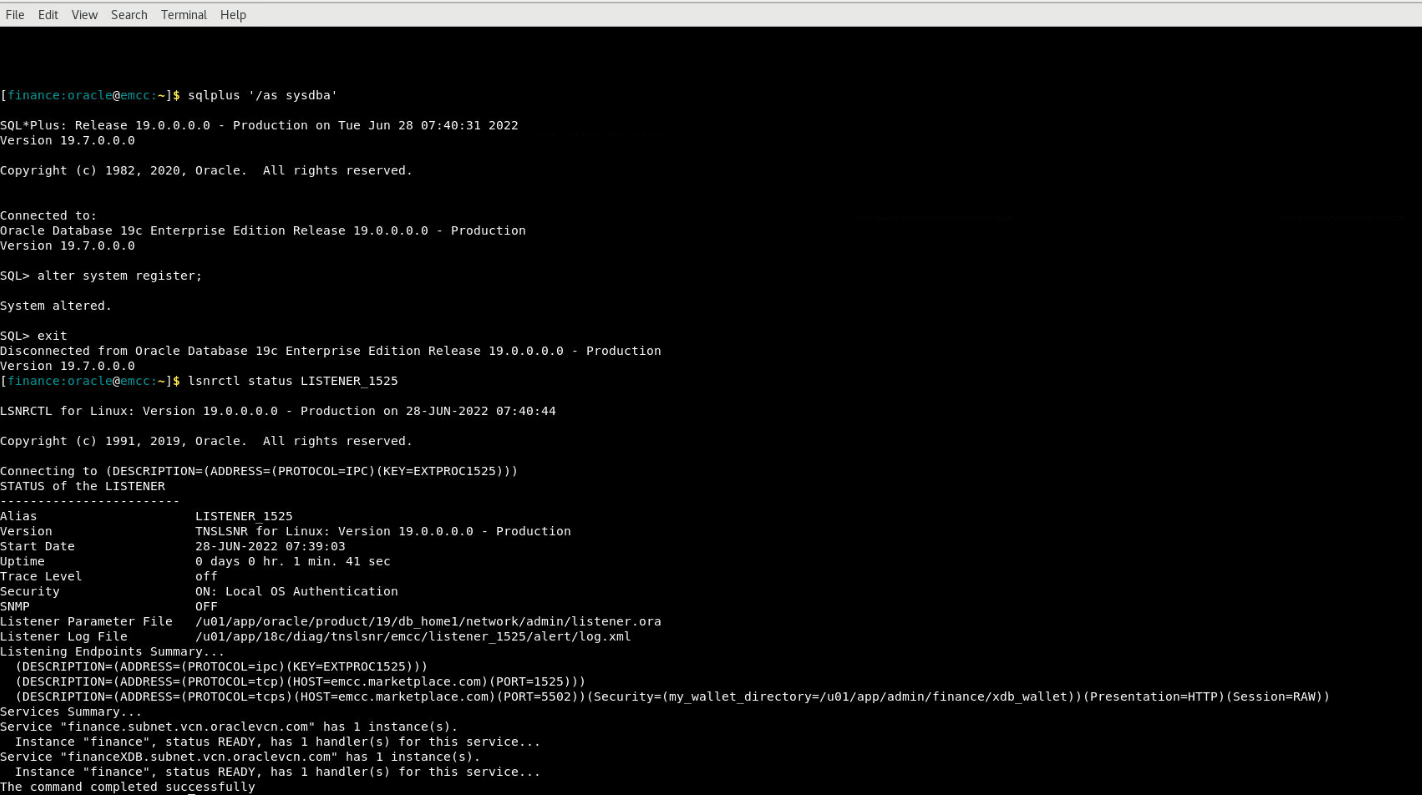 File Edit View Search Terminal Help
[finance:oracle@emcc:~]$ sqlplus '/as sysdba'
SQL*Plus: Release 19.0.0.0.0 - Production on Tue Jun 28 07:40:31 2022
Version 19.7.0.0.0
Copyright (c) 1982, 2020, Oracle.  All rights reserved.
Connected to:
Oracle Database 19c Enterprise Edition Release 19.0.0.0.0 - Production
Version 19.7.0.0.0
SQL> alter system register;
System altered.
SQL> exit
Disconnected from Oracle Database 19c Enterprise Edition Release 19.0.0.0.0 - Production
Version 19.7.0.0.0
[finance:oracle@emcc:~]$ lsnrctl status LISTENER_1525
LSNRCTL for Linux: Version 19.0.0.0.0 - Production on 28-JUN-2022 07:40:44
Copyright (c) 1991, 2019, Oracle.  All rights reserved.
Connecting to (DESCRIPTION=(ADDRESS=(PROTOCOL=IPC)(KEY=EXTPROC1525)))
STATUS of the LISTENER
------------------------
Alias                     LISTENER_1525
Version                   TNSLSNR for Linux: Version 19.0.0.0.0 - Production
Start Date                28-JUN-2022 07:39:03
Uptime                    0 days 0 hr. 1 min. 41 sec
Trace Level               off
Security                  ON: Local OS Authentication
SNMP                      OFF
Listener Parameter File   /u01/app/oracle/product/19/db_home1/network/admin/listener.ora
Listener Log File         /u01/app/18c/diag/tnslsnr/emcc/listener_1525/alert/log.xml
Listening Endpoints Summary...
  (DESCRIPTION=(ADDRESS=(PROTOCOL=ipc)(KEY=EXTPROC1525)))
  (DESCRIPTION=(ADDRESS=(PROTOCOL=tcp)(HOST=emcc.marketplace.com)(PORT=1525)))
  (DESCRIPTION=(ADDRESS=(PROTOCOL=tcps)(HOST=emcc.marketplace.com)(PORT=5502))(Security=(my_wallet_directory=/u01/app/admin/finance/xdb_wallet))(Presentation=HTTP)(Session=RAW))
Services Summary...
Service "finance.subnet.vcn.oraclevcn.com" has 1 instance(s).
  Instance "finance", status READY, has 1 handler(s) for this service...
Service "financeXDB.subnet.vcn.oraclevcn.com" has 1 instance(s).
  Instance "finance", status READY, has 1 handler(s) for this service...
The command completed successfully